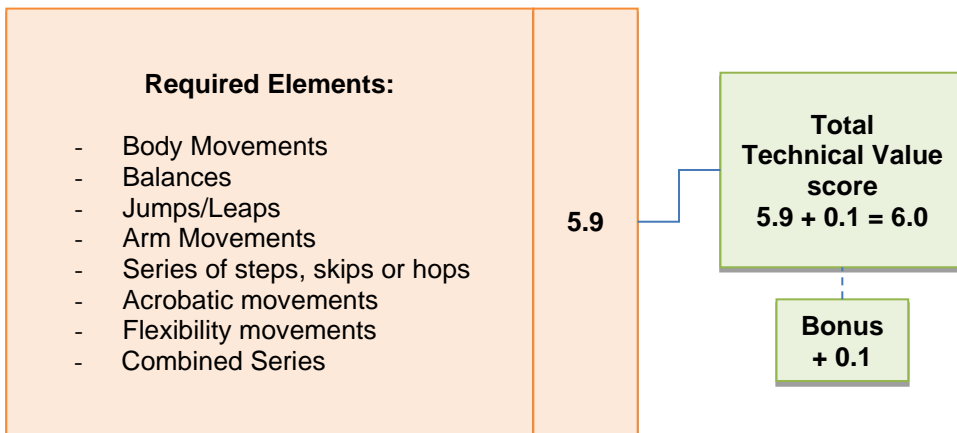 Required Elements:
- Body Movements
- Balances
- Jumps/Leaps
- Arm Movements
- Series of steps, skips or hops
- Acrobatic movements
- Flexibility movements
- Combined Series
5.9
Total
Technical Value
score
5.9 + 0.1 = 6.0
Bonus
+ 0.1